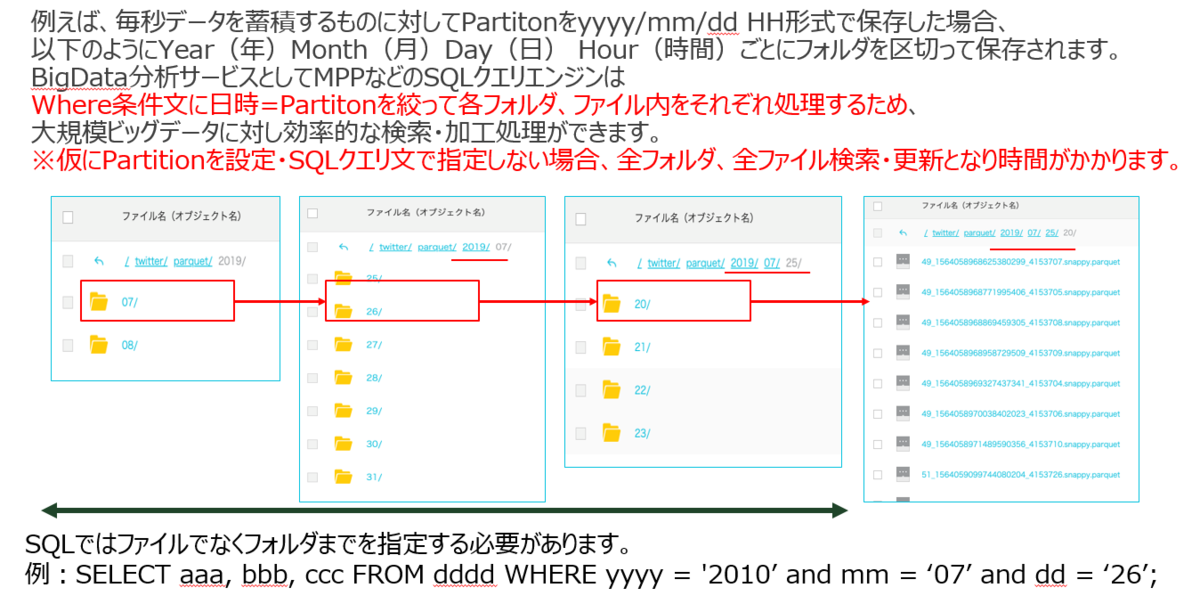 例えば、毎秒データを蓄積するものに対してPartitonをyyyy/mm/dd HH形式で保存した場合、
以下のようにYear（年）Month（月）Day（日） Hour（時間）ごとにフォルダを区切って保存されます。
BigData分析サービスとしてMPPなどのSQLクエリエンジンは
Where条件文に日時＝Partitonを絞って各フォルダ、ファイル内をそれぞれ処理するため、
大規模ビッグデータに対し効率的な検索・加工処理ができます。
※仮にPartitionを設定・SQLクエリ文で指定しない場合、全フォルダ、全ファイル検索・更新となり時間がかかります。
ファイル名（オブジェクト名）
/ twitter/ parquet/ 2019/
07/
08/
ファイル名（オブジェクト名）
/ twitter/ parquet/ 2019/ 07/
25/
26/
27/
28/
29/
30/
31/
ファイル名（オブジェクト名）
/ twitter/ parquet/ 2019/ 07/ 25/
20/
21/
22/
23/
ファイル名（オブジェクト名）
/ twitter/ parquet/ 2019/ 07/ 25/ 20/
49_1564058968625380299_4153707.snappy.parquet
49_1564058968771995406_4153705.snappy.parquet
49_1564058968869459305_4153708.snappy.parquet
49_1564058968958729509_4153709.snappy.parquet
49_1564058969327437341_4153704.snappy.parquet
49_1564058970038402023_4153706.snappy.parquet
49_1564058971489590356_4153710.snappy.parquet
51_1564059099744080204_4153726.snappy.parquet
SQLではファイルでなくフォルダまでを指定する必要があります。
例：SELECT aaa, bbb, ccc FROM dddd WHERE yyyy = '2010’ and mm = ‘07’ and dd = ‘26’;